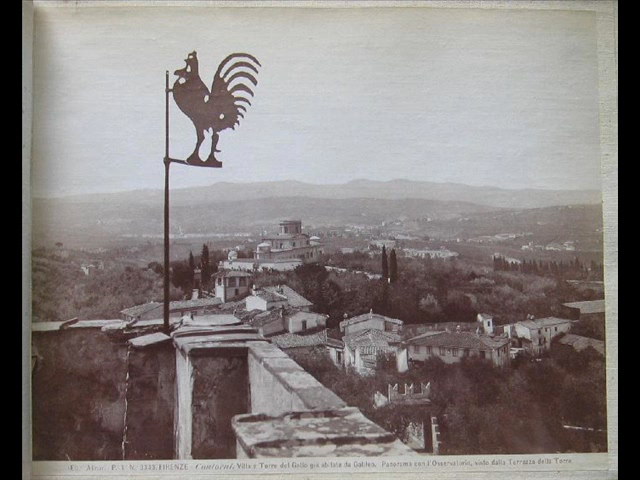 P. I. N. 3333. FIRENZE - Contorni. Villa e Torre del Gallo già abitata da Galileo. Panorama con l'Osservatorio, visto dalla Terrazza della Torre.